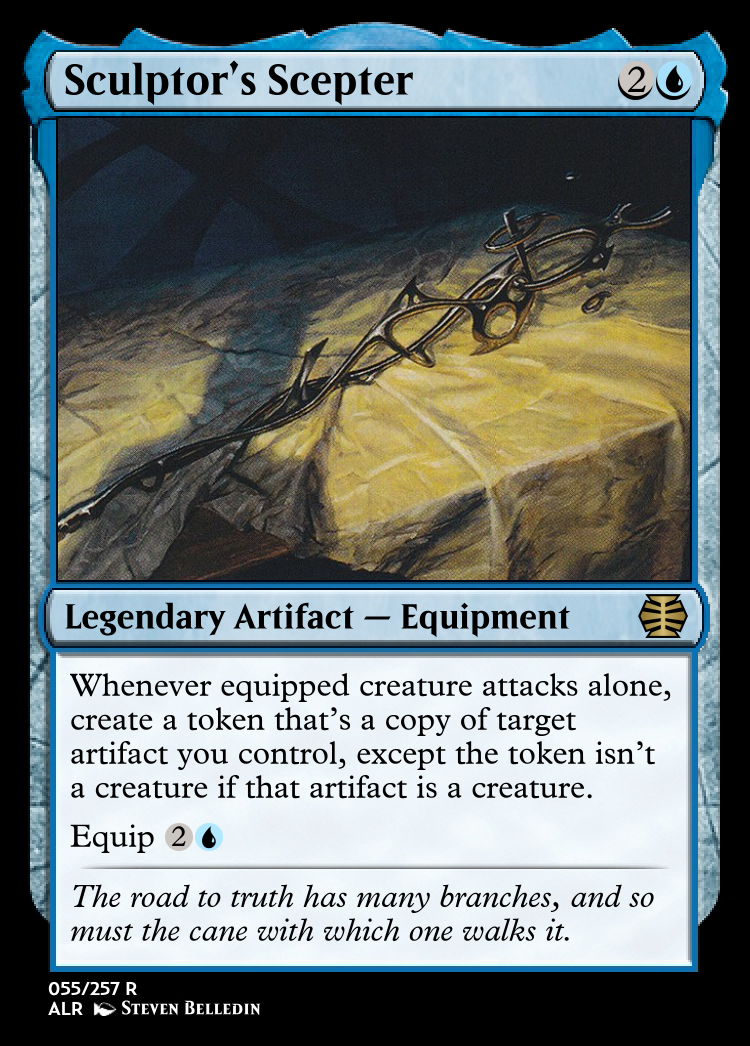 Sculptor's Scepter 2
Legendary Artifact — Equipment
Whenever equipped creature attacks alone,
create a token that's a copy of target
artifact you control, except the token isn't
a creature if that artifact is a creature.
Equip 2
The road to truth has many branches, and so
must the cane with which one walks it.
055/257 R
ALR Steven Belledin